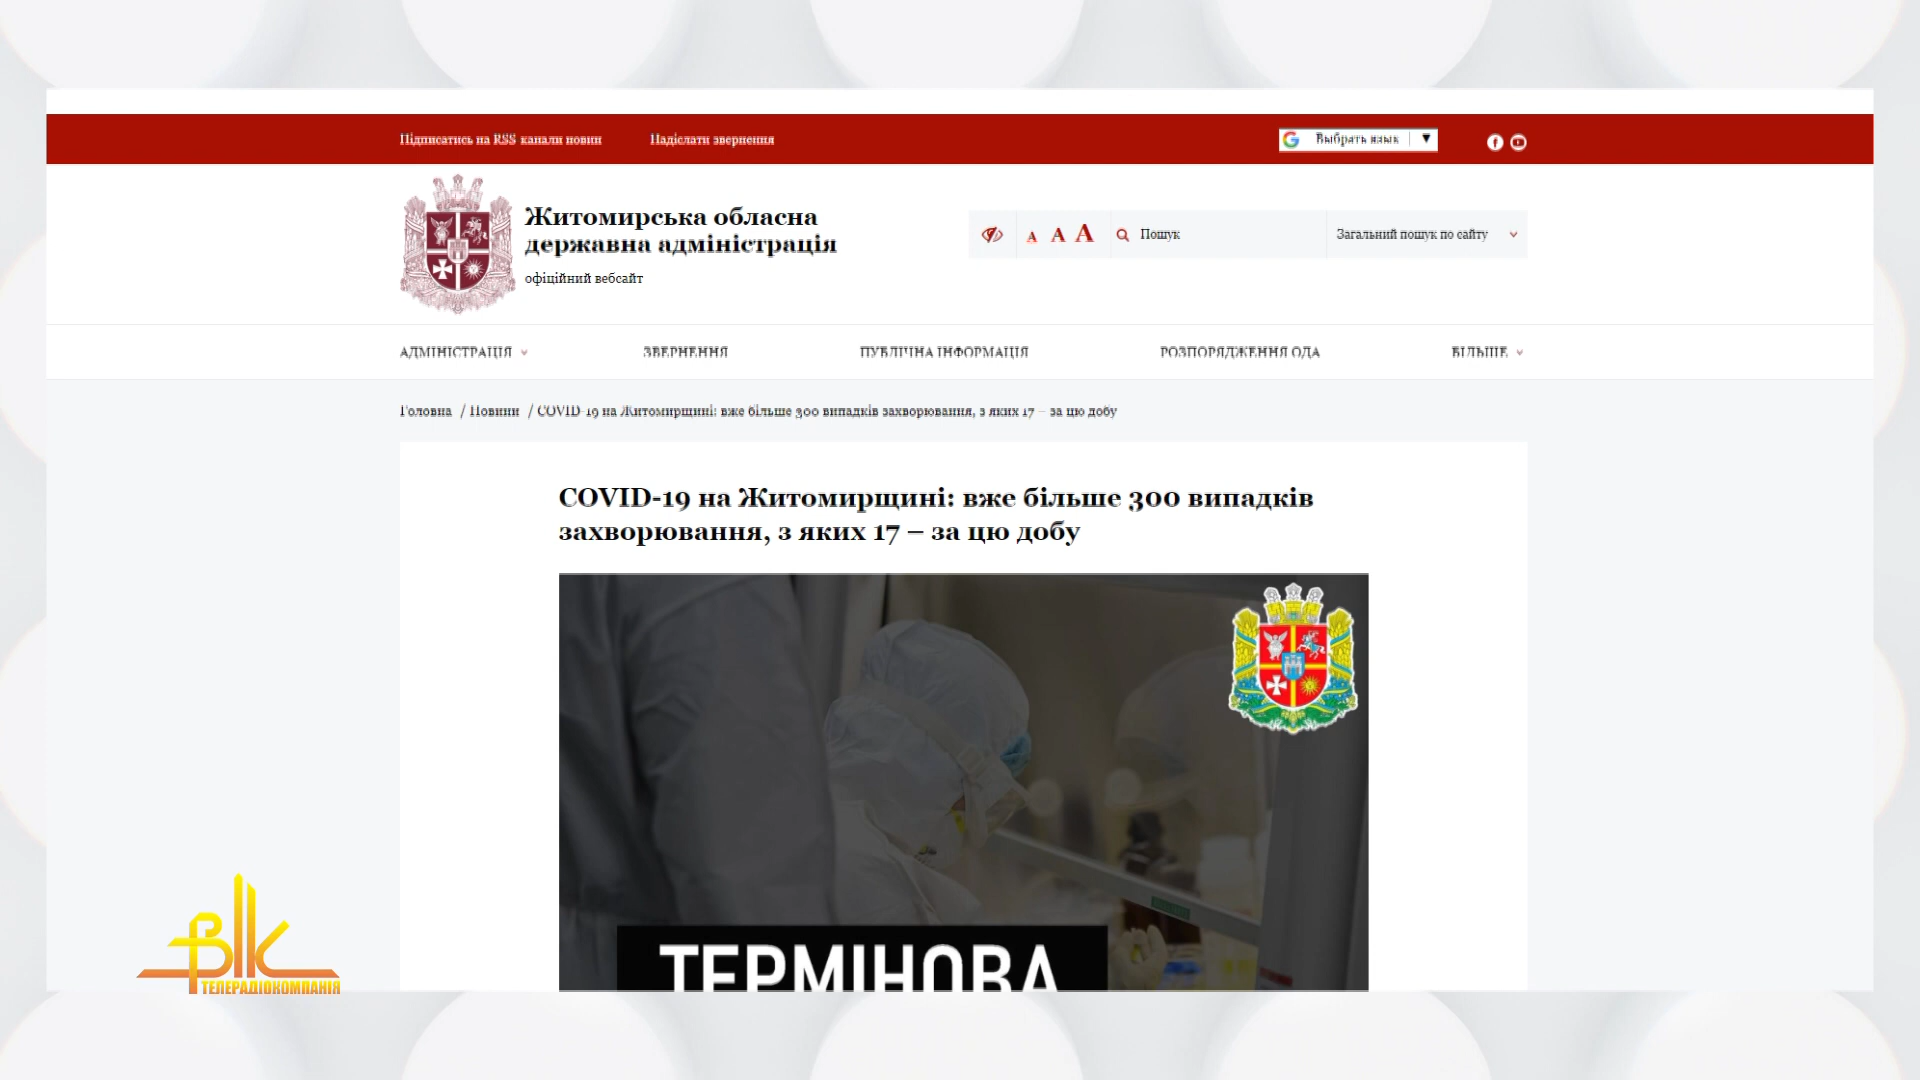 Підписатись на RSS канали новин
Надіслати звернення
Выбрать язык
Житомирська обласна
державна адміністрація
офіційний вебсайт
А А А
Пошук
Загальний пошук по сайту
АДМІНІСТРАЦІЯ
ЗВЕРНЕННЯ
ПУБЛІЧНА ІНФОРМАЦІЯ
РОЗПОРЯДЖЕННЯ ОДА
БІЛЬШЕ
Головна / Новини / COVID-19 на Житомирщині: вже більше 300 випадків захворювання, з яких 17 – за цю добу
COVID-19 на Житомирщині: вже більше 300 випадків
захворювання, з яких 17 – за цю добу
ТЕРМІНОВА
ВІК
ТЕЛЕРАДІОКОМПАНІЯ